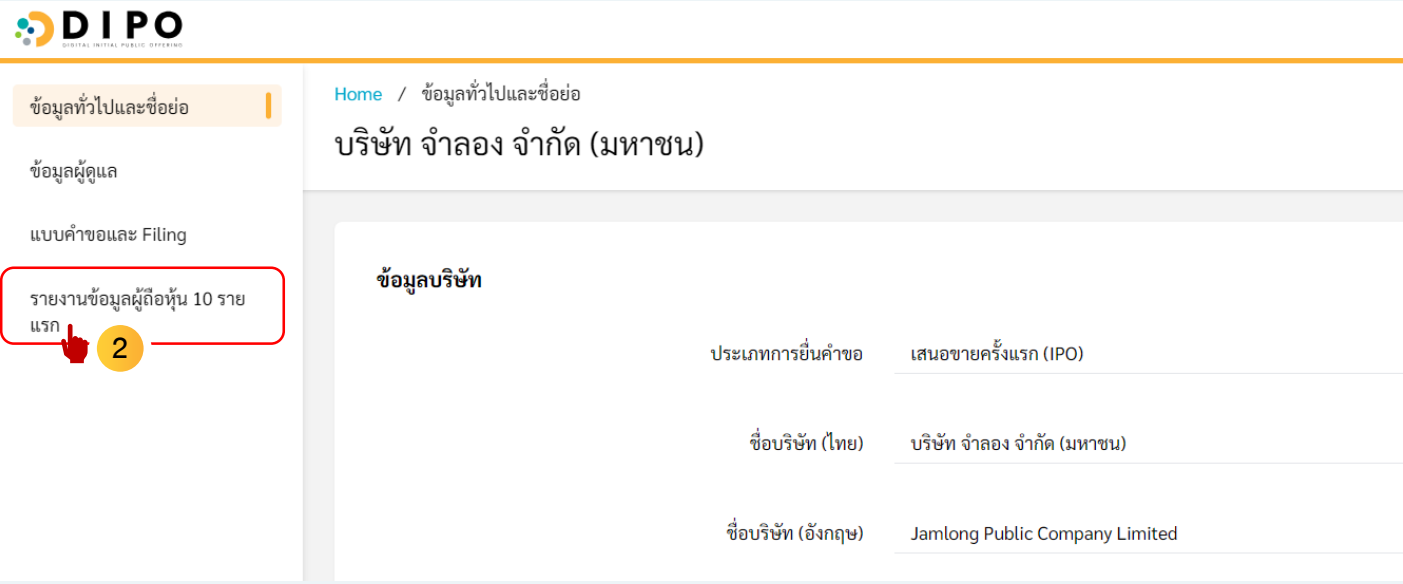 DIPO
DIGITAL INITIAL PUBLIC OFFERING
ข้อมูลทั่วไปและชื่อย่อ
ข้อมูลผู้ดูแล
แบบคำขอและ Filing
รายงานข้อมูลผู้ถือหุ้น 10 ราย
แรก
2
Home / ข้อมูลทั่วไปและชื่อย่อ
บริษัท จำลอง จำกัด (มหาชน)
ข้อมูลบริษัท
ประเภทการยื่นคำขอ เสนอขายครั้งแรก (IPO)
ชื่อบริษัท (ไทย) บริษัท จำลอง จำกัด (มหาชน)
ชื่อบริษัท (อังกฤษ) Jamlong Public Company Limited